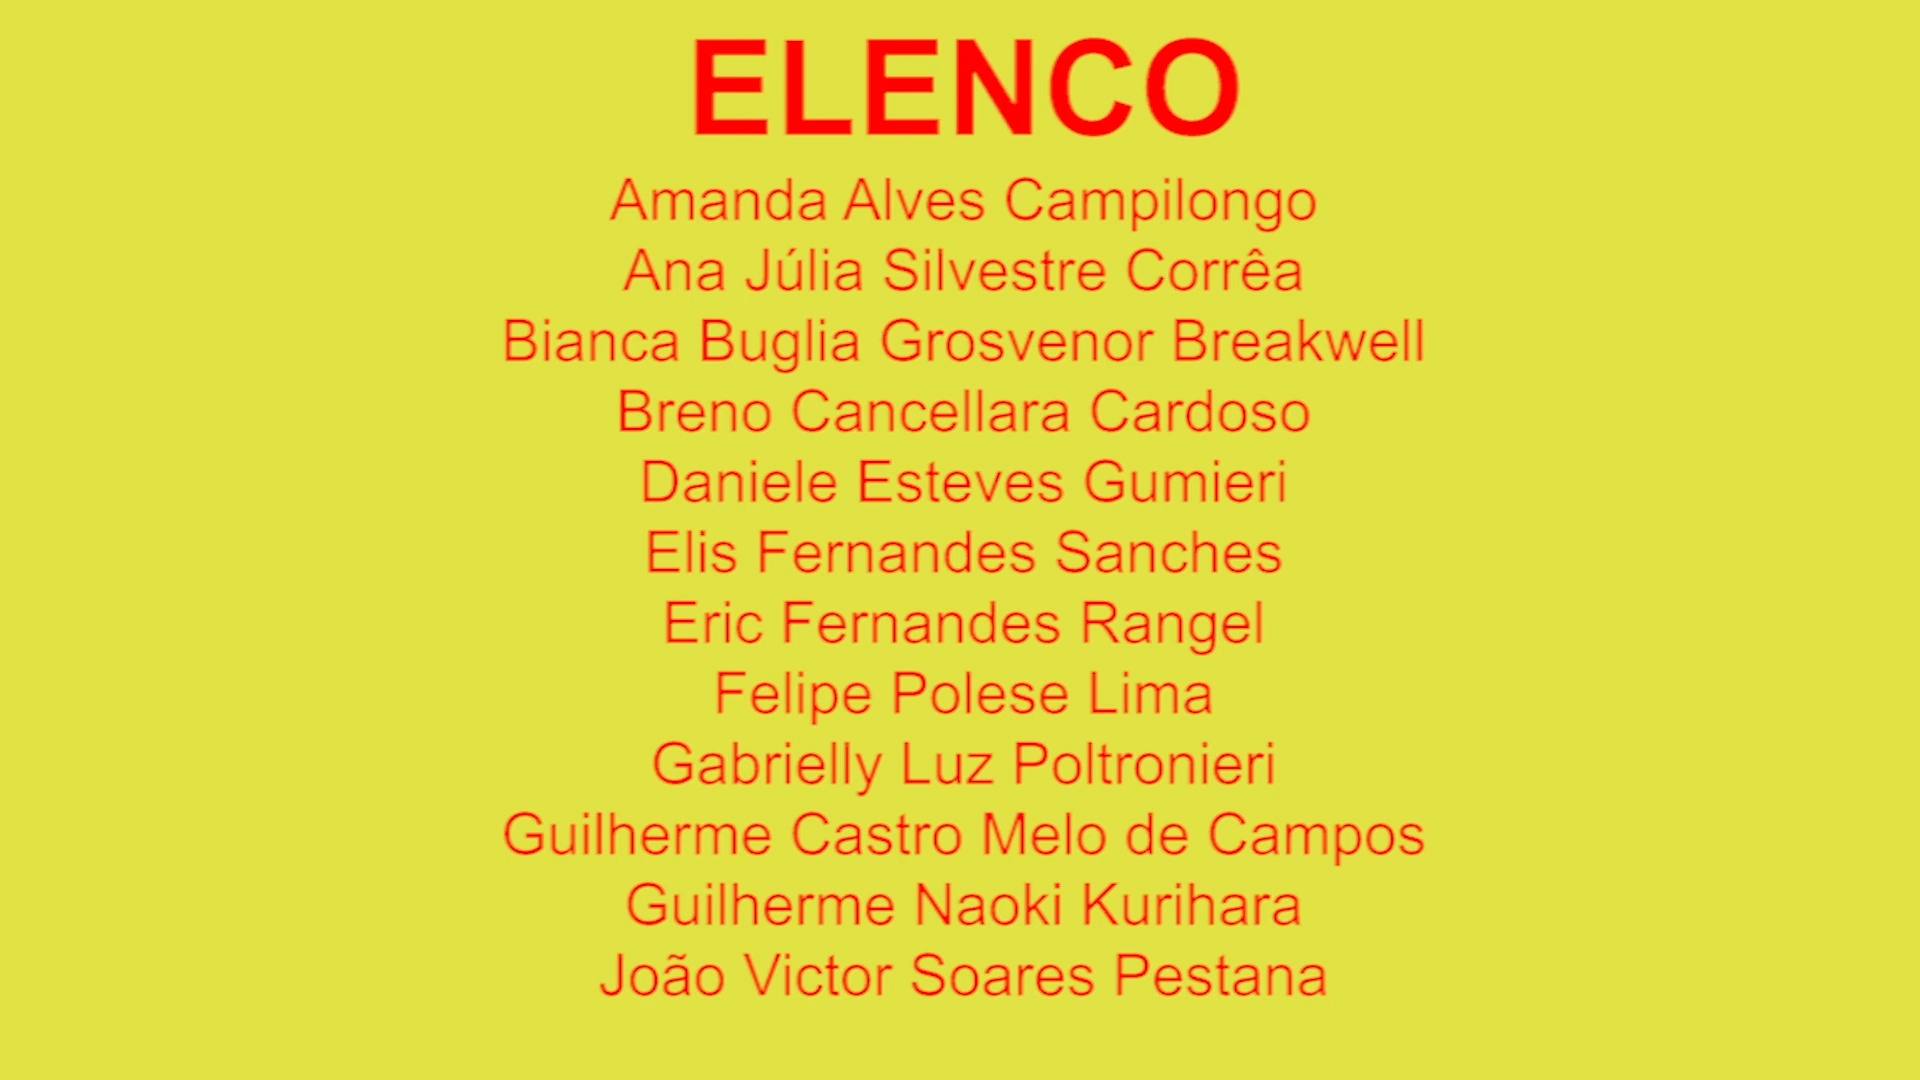 ELENCO
Amanda Alves Campilongo
Ana Júlia Silvestre Corrêa
Bianca Buglia Grosvenor Breakwell
Breno Cancellara Cardoso
Daniele Esteves Gumieri
Elis Fernandes Sanches
Eric Fernandes Rangel
Felipe Polese Lima
Gabrielly Luz Poltronieri
Guilherme Castro Melo de Campos
Guilherme Naoki Kurihara
João Victor Soares Pestana